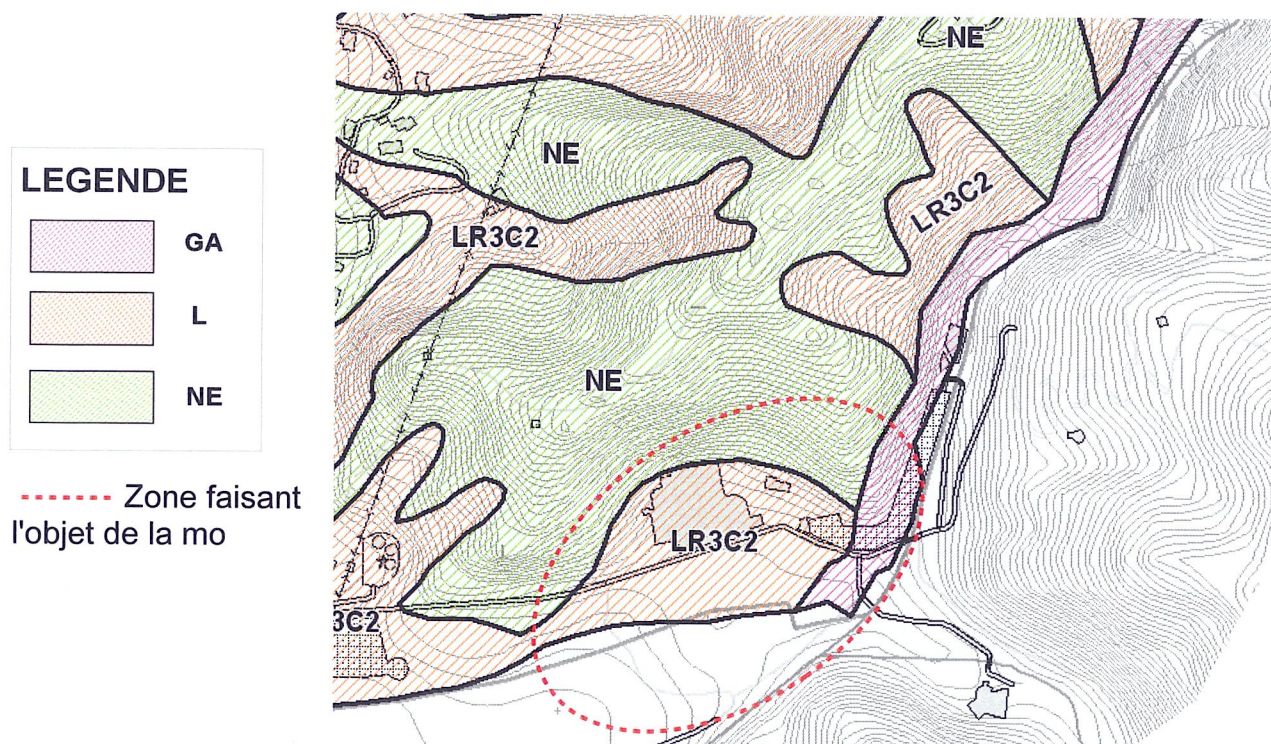 LEGENDE
GA
L
NE
Zone faisant
l'objet de la mo
NE
NE
LR3C2
LR3C2
NE
LR3C2
3C2